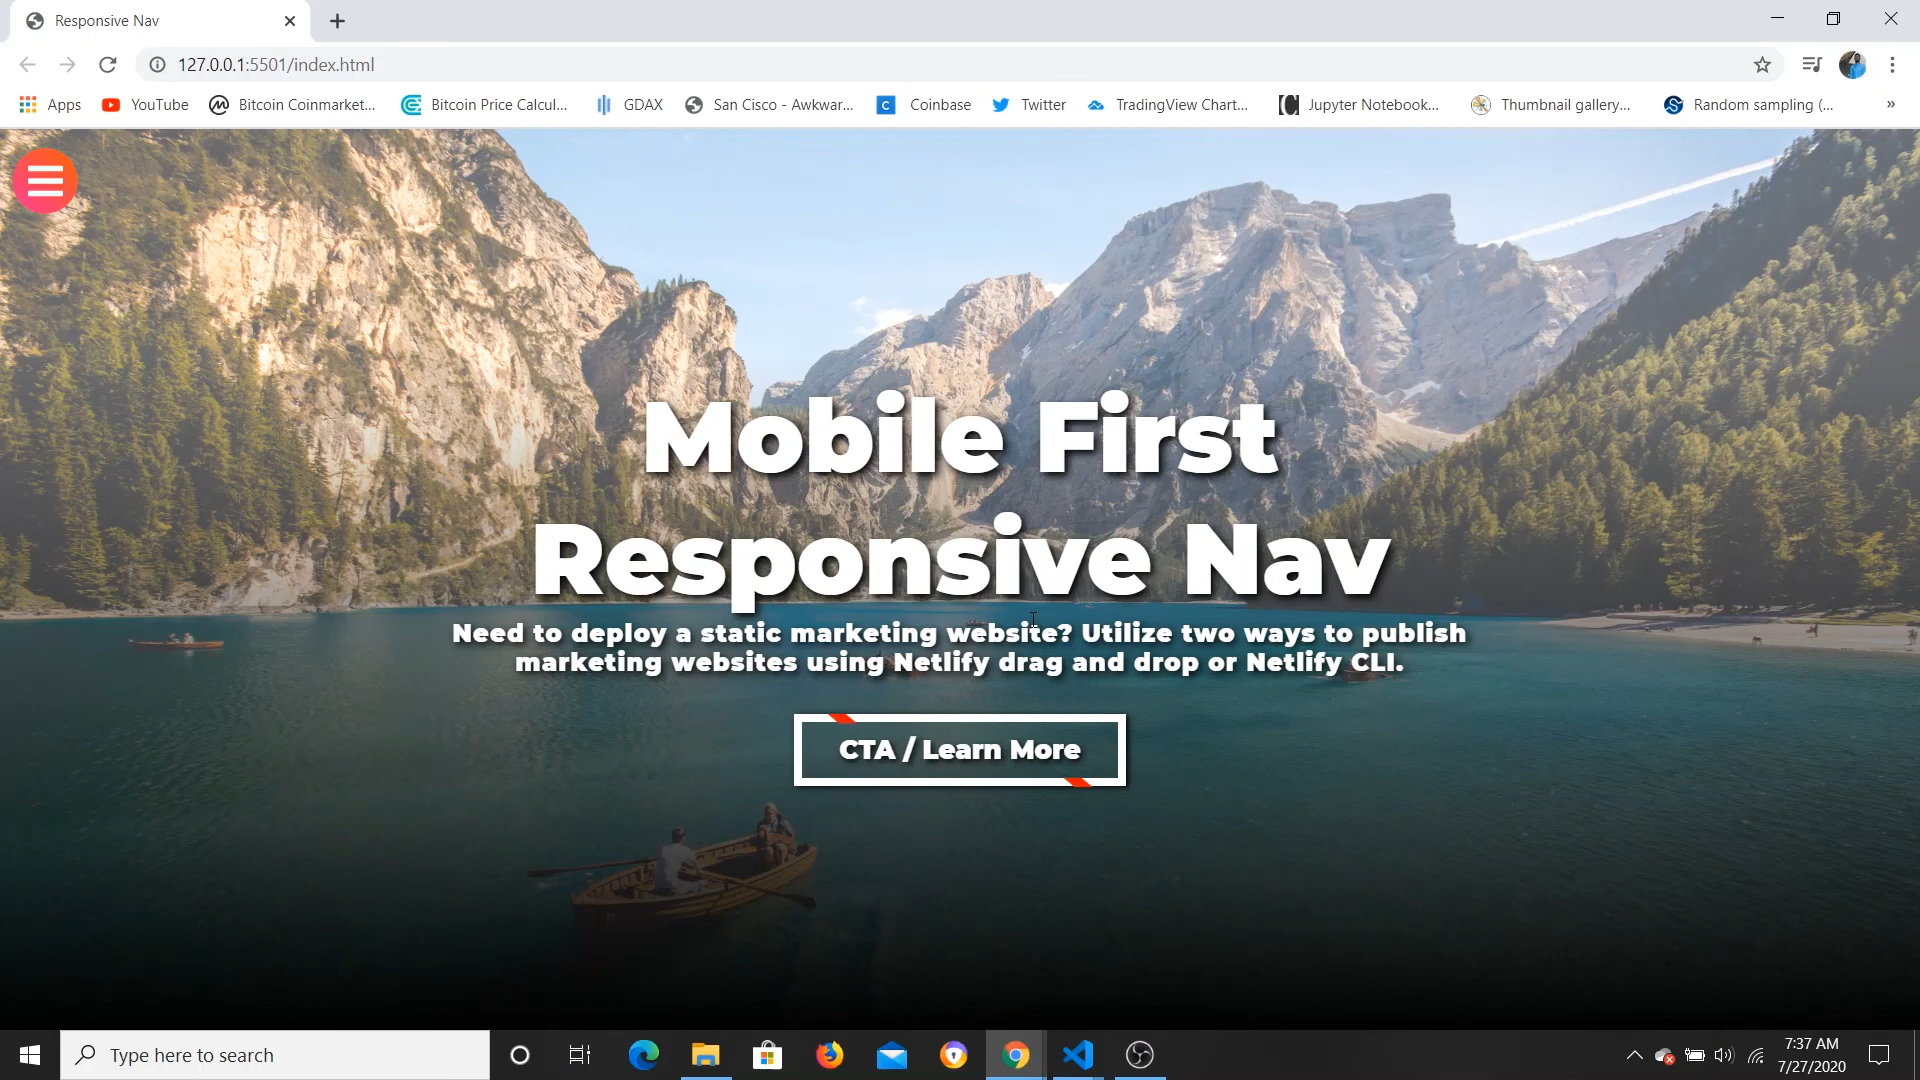 Responsive Nav
127.0.0.1:5501/index.html
Apps YouTube Bitcoin Coinmarket... Bitcoin Price Calcul... GDAX San Cisco - Awkwar... Coinbase Twitter TradingView Chart... Jupyter Notebook... Thumbnail gallery... Random sampling (... »
Mobile First
Responsive Nav
Need to deploy a static marketing website? Utilize two ways to publish
marketing websites using Netlify drag and drop or Netlify CLI.
CTA / Learn More
Type here to search
7:37 AM
7/27/2020